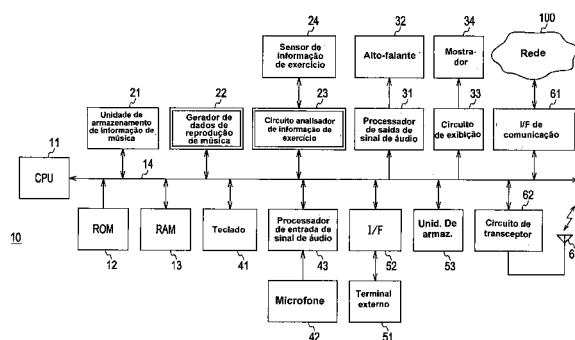 24
32
34
100
Sensor de
informação
de exercício
Alto-falante
Mostra-
dor
Rede
21
22
23
31
33
61
Unidade de
armazenamento
de informação de
música
Gerador de
dados de
reprodução
de música
Circuito analisador
de informação de
exercício
Processador
de saída de
sinal de áudio
Circuito
de exibição
I/F de
comunicação
11
CPU
14
62
ROM
RAM
Teclado
Processador
de entrada de
sinal de áudio
I/F
Unid. De
armaz.
Circuito de
transceptor
10
12
13
41
43
52
53
Microfone
Terminal
externo
42
51